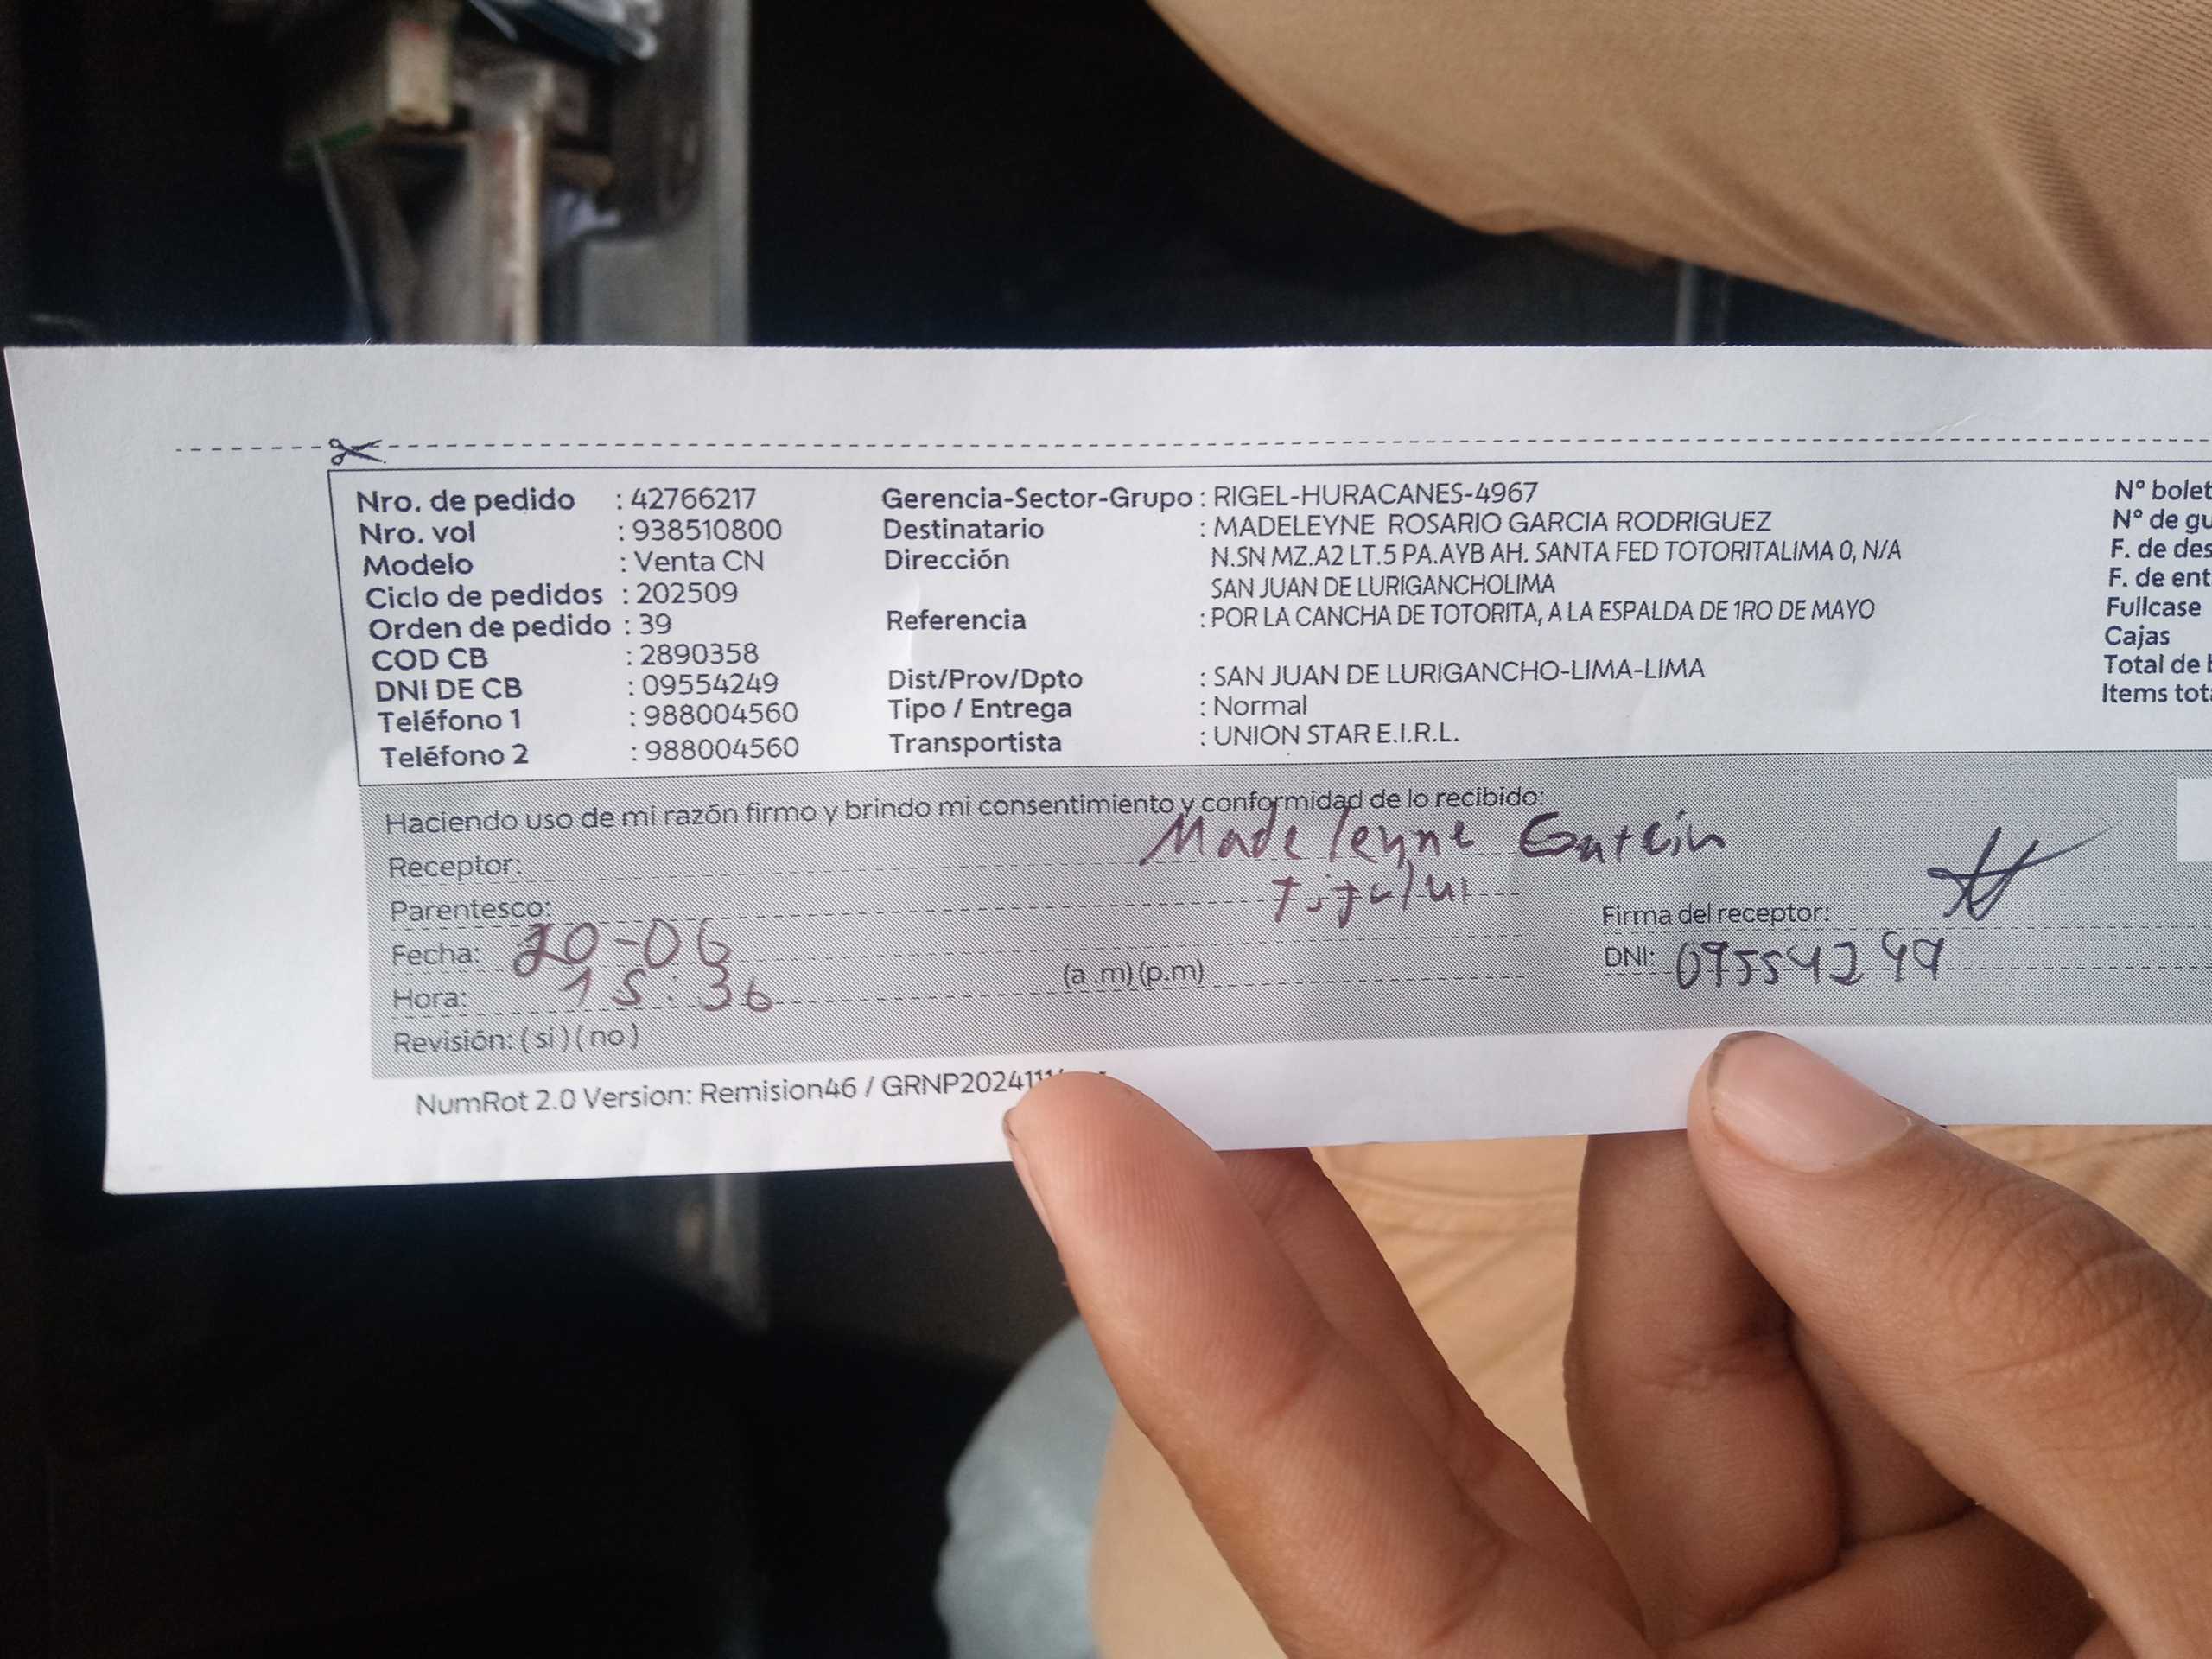 Nro. de pedido : 42766217
Nro. vol : 938510800
Modelo : Venta CN
Ciclo de pedidos : 202509
Orden de pedido : 39
COD CB : 2890358
DNI DE CB : 09554249
Teléfono 1 : 988004560
Teléfono 2 : 988004560
Gerencia-Sector-Grupo : RIGEL-HURACANES-4967
Destinatario : MADELEYNE ROSARIO GARCIA RODRIGUEZ
Dirección : N.SN MZ.A2 LT.5 PA.AYB AH. SANTA FED TOTORITALIMA 0, N/A
SAN JUAN DE LURIGANCHOLIMA
Referencia : POR LA CANCHA DE TOTORITA, A LA ESPALDA DE 1RO DE MAYO
Dist/Prov/Dpto : SAN JUAN DE LURIGANCHO-LIMA-LIMA
Tipo / Entrega : Normal
Transportista : UNION STAR E.I.R.L.
N° bolet
N° de gu
F. de des
F. de ent
Fullcase
Cajas
Total de
Items tot
Haciendo uso de mi razón firmo y brindo mi consentimiento y conformidad de lo recibido:
Receptor: Madeleyne
Parentesco:
Fecha: 20-06
Hora: 15:36 (a .m) (p.m)
Revisión: ( si ) ( no )
Firma del receptor:
DNI: 09554249
NumRot 2.0 Version: Remision46 / GRNP2024111